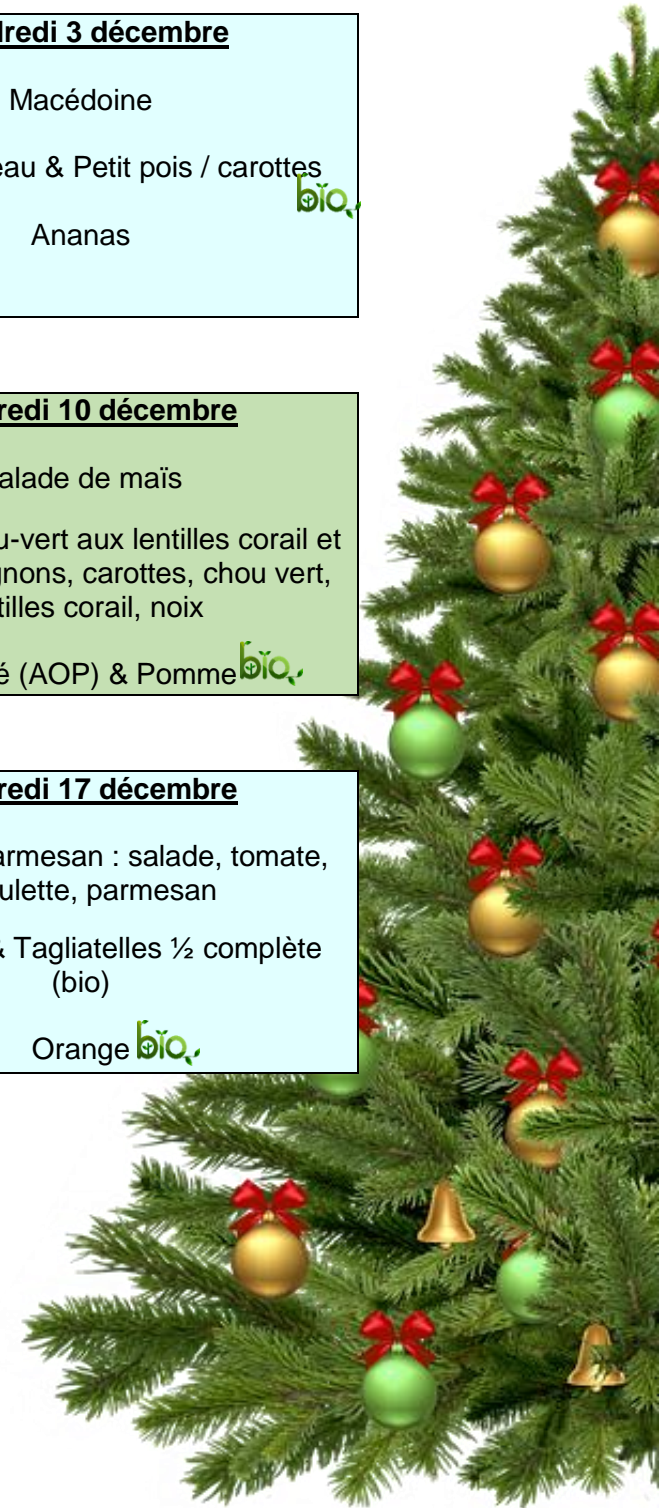 dredi 3 décembre
Macédoine
eau & Petit pois / carottes
bio
Ananas
redi 10 décembre
alade de maïs
u-vert aux lentilles corail et
gnons, carottes, chou vert,
tilles corail, noix
é (AOP) & Pomme bio
redi 17 décembre
armesan : salade, tomate,
ulette, parmesan
& Tagliatelles ½ complète
(bio)
Orange bio